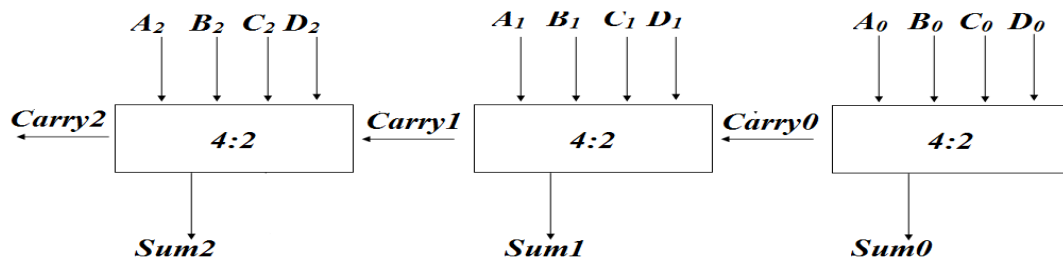 A2 B2 C2 D2 A1 B1 C1 D1 A0 B0 C0 D0
Carry2 4:2 Carry1 4:2 Carry0 4:2
Sum2 Sum1 Sum0